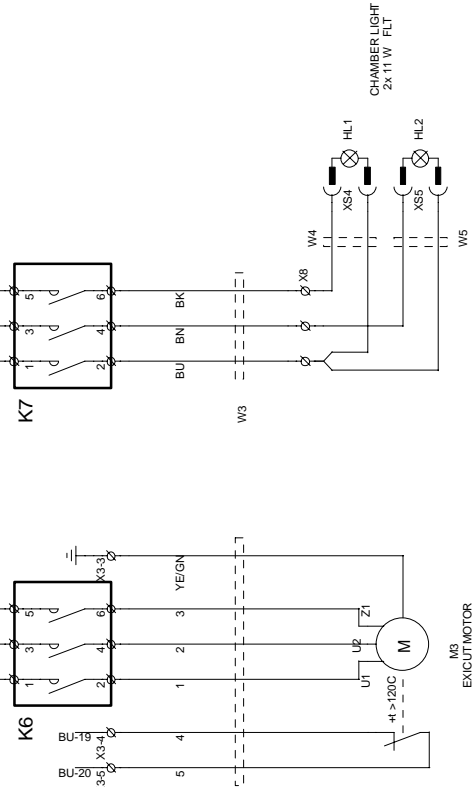 CHAMBER LIGHT
2x 11 W FLT
HL1
HL2
XS4
XS5
W4
W5
5
3
1
6
4
2
X8
BK
BN
BU
K7
W3
5
3
1
6
4
2
X3-3
K6
YE/GN
3
2
1
BU-19
X3-4
4
BU-20
3-5
5
Z1
U2
U1
M
+t >120C
M3
EXICUT MOTOR